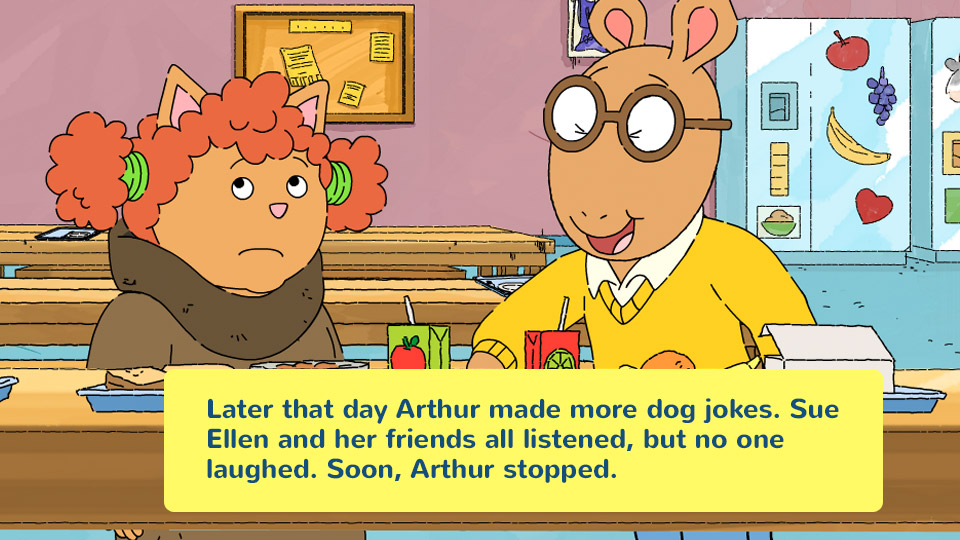 Later that day Arthur made more dog jokes. Sue
Ellen and her friends all listened, but no one
laughed. Soon, Arthur stopped.